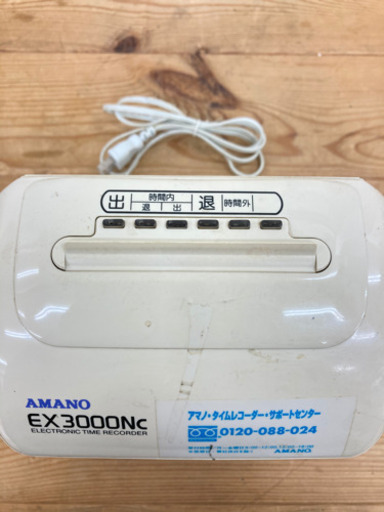 出 時間内 退 時間外
退 出
AMANO
EX3000NC
ELECTRONIC TIME RECORDER
アマノ・タイムレコーダー・サポートセンター
0120-088-024
AMANO